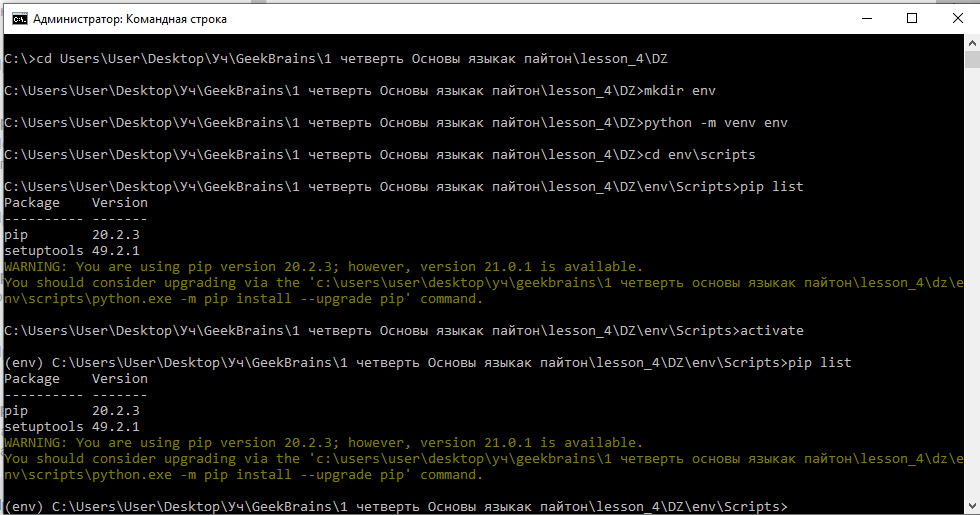 Администратор: Командная строка
C:\>cd Users\User\Desktop\Уч\GeekBrains\1 четверть Основы языкак пайтон\lesson_4\DZ
C:\Users\User\Desktop\Уч\GeekBrains\1 четверть Основы языкак пайтон\lesson_4\DZ>mkdir env
C:\Users\User\Desktop\Уч\GeekBrains\1 четверть Основы языкак пайтон\lesson_4\DZ>python -m venv env
C:\Users\User\Desktop\Уч\GeekBrains\1 четверть Основы языкак пайтон\lesson_4\DZ>cd env\scripts
C:\Users\User\Desktop\Уч\GeekBrains\1 четверть Основы языкак пайтон\lesson_4\DZ\env\Scripts>pip list
Package    Version
---------- -------
pip        20.2.3
setuptools 49.2.1
WARNING: You are using pip version 20.2.3; however, version 21.0.1 is available.
You should consider upgrading via the 'c:\users\user\desktop\уч\geekbrains\1 четверть основы языкак пайтон\lesson_4\dz\e
nv\scripts\python.exe -m pip install --upgrade pip' command.
C:\Users\User\Desktop\Уч\GeekBrains\1 четверть Основы языкак пайтон\lesson_4\DZ\env\Scripts>activate
(env) C:\Users\User\Desktop\Уч\GeekBrains\1 четверть Основы языкак пайтон\lesson_4\DZ\env\Scripts>pip list
Package    Version
---------- -------
pip        20.2.3
setuptools 49.2.1
WARNING: You are using pip version 20.2.3; however, version 21.0.1 is available.
You should consider upgrading via the 'c:\users\user\desktop\уч\geekbrains\1 четверть основы языкак пайтон\lesson_4\dz\e
nv\scripts\python.exe -m pip install --upgrade pip' command.
(env) C:\Users\User\Desktop\Уч\GeekBrains\1 четверть Основы языкак пайтон\lesson_4\DZ\env\Scripts>